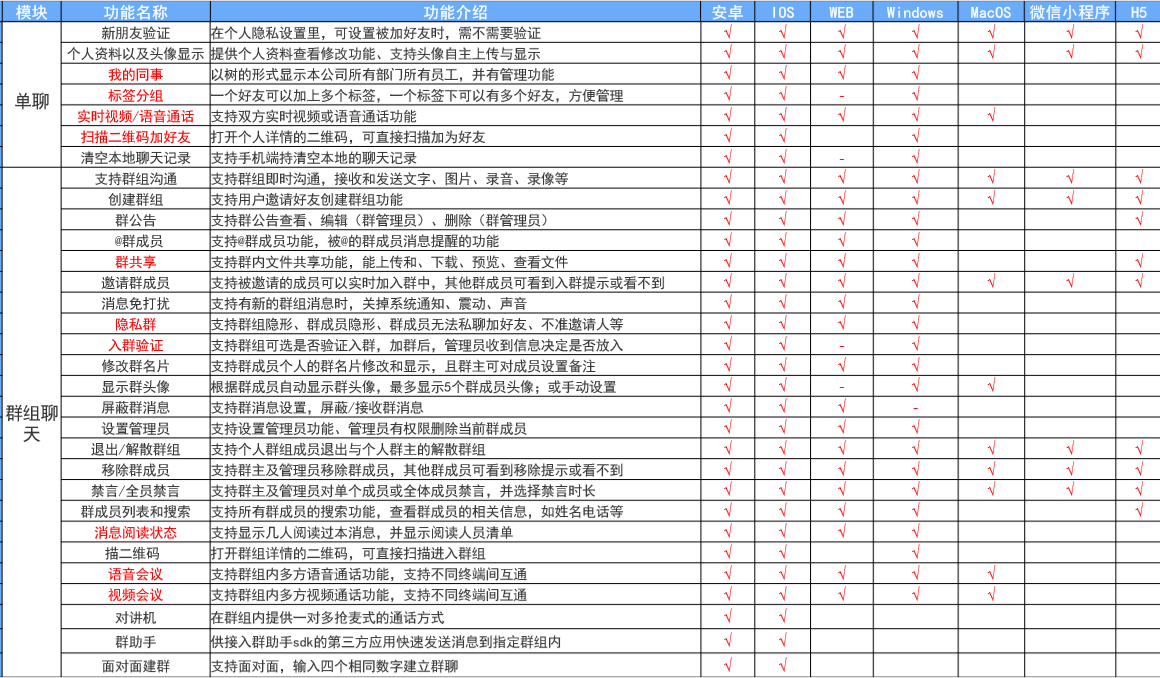 模块 功能名称 功能介绍 安卓 IOS WEB Windows MacOS 微信小程序 H5
单聊
新朋友验证 在个人隐私设置里，可设置被加好友时，需不需要验证 √ √ √ √ √ √ √
个人资料以及头像显示 提供个人资料查看修改功能、支持头像自主上传与显示 √ √ √ √ √ √ √
我的同事 以树的形式显示本公司所有部门所有员工，并有管理功能 √ √ √ √
标签分组 一个好友可以加上多个标签，一个标签下可以有多个好友，方便管理 √ √ - √
实时视频/语音通话 支持双方实时视频或语音通话功能 √ √ √ √ √
扫描二维码加好友 打开个人详情的二维码，可直接扫描加为好友 √ √ √
清空本地聊天记录 支持手机端持清空本地的聊天记录 √ √ - √
群组聊天
支持群组沟通 支持群组即时沟通，接收和发送文字、图片、录音、录像等 √ √ √ √ √ √ √
创建群组 支持用户邀请好友创建群组功能 √ √ √ √ √ √ √
群公告 支持群公告查看、编辑（群管理员）、删除（群管理员） √ √ √ √ √
@群成员 支持@群成员功能，被@的群成员消息提醒的功能 √ √ √ √
群共享 支持群内文件共享功能，能上传和、下载、预览、查看文件 √ √ √ √ √
邀请群成员 支持被邀请的成员可以实时加入群中，其他群成员可看到入群提示或看不到 √ √ √ √ √ √ √
消息免打扰 支持有新的群组消息时，关掉系统通知、震动、声音 √ √ √ √
隐私群 支持群组隐形、群成员隐形、群成员无法私聊加好友、不准邀请人等 √ √ √ √
入群验证 支持群组可选是否验证入群，加群后，管理员收到信息决定是否放入 √ √ - √
修改群名片 支持群成员个人的群名片修改和显示，且群主可对成员设置备注 √ √ √ √
显示群头像 根据群成员自动显示群头像，最多显示5个群成员头像；或手动设置 √ √ - √ √
屏蔽群消息 支持群消息设置，屏蔽/接收群消息 √ √ √ -
设置管理员 支持设置管理员功能、管理员有权限删除当前群成员 √ √ √ √
退出/解散群组 支持个人群组成员退出与个人群主的解散群组 √ √ √ √ √ √ √
移除群成员 支持群主及管理员移除群成员，其他群成员可看到移除提示或看不到 √ √ √ √ √ √ √
禁言/全员禁言 支持群主及管理员对单个成员或全体成员禁言，并选择禁言时长 √ √ √ √ √ √ √
群成员列表和搜索 支持所有群成员的搜索功能，查看群成员的相关信息，如姓名电话等 √ √ √ √ √
消息阅读状态 支持显示几人阅读过本消息，并显示阅读人员清单 √ √ √ √
描二维码 打开群组详情的二维码，可直接扫描进入群组 √ √ √
语音会议 支持群组内多方语音通话功能，支持不同终端间互通 √ √ √ √ √
视频会议 支持群组内多方视频通话功能，支持不同终端间互通 √ √ √ √ √
对讲机 在群组内提供一对多抢麦式的通话方式 √ √
群助手 供接入群助手sdk的第三方应用快速发送消息到指定群组内 √ √
面对面建群 支持面对面，输入四个相同数字建立群聊 √ √